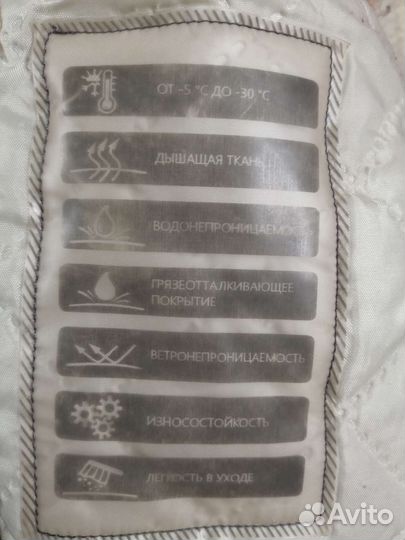 ОТ -5 °C ДО -30 °C
ДЫШАЩАЯ ТКАНЬ
ВОДОНЕПРОНИЦАЕМОСТЬ
ГРЯЗЕОТТАЛКИВАЮЩЕЕ
ПОКРЫТИЕ
ВЕТРОНЕПРОНИЦАЕМОСТЬ
ИЗНОСОСТОЙКОСТЬ
ЛЕГКОСТЬ В УХОДЕ
Avito